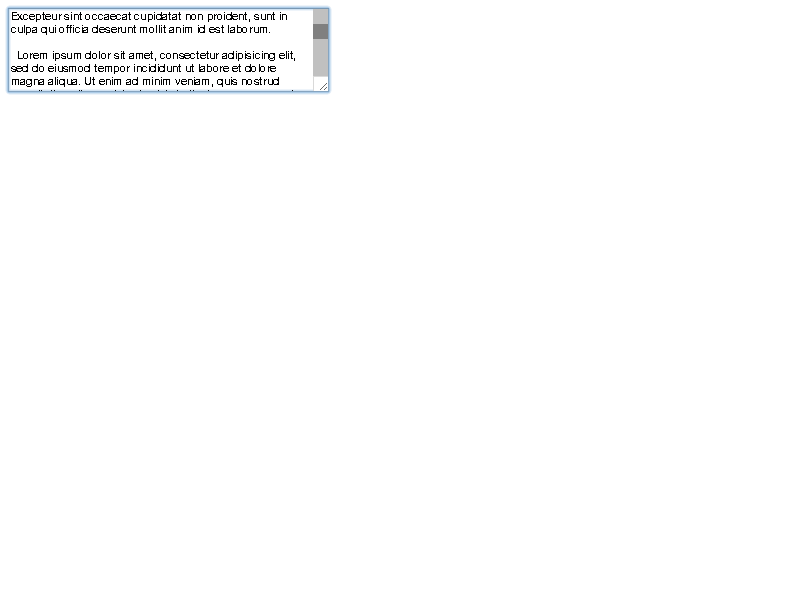 Excepteur sint occaecat cupidatat non proident, sunt in
culpa qui officia deserunt mollit anim id est laborum.
Lorem ipsum dolor sit amet, consectetur adipisicing elit,
sed do eiusmod tempor incididunt ut labore et dolore
magna aliqua. Ut enim ad minim veniam, quis nostrud